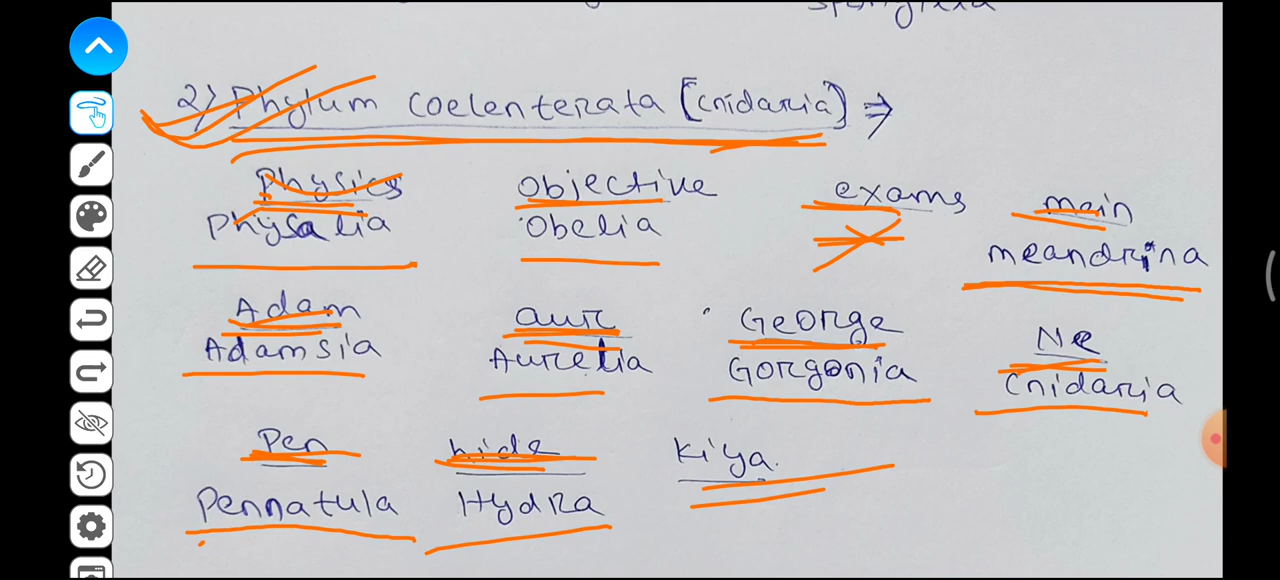 spongilla
2) Phylum coelenterata [cnidaria] ⇒
Physics objective exams mein
Physalia Obelia meandrina
Adam aur George Ne
Adamsia Aurelia Gorgonia Cnidaria
Pen hide Kiya.
Pennatula Hydra